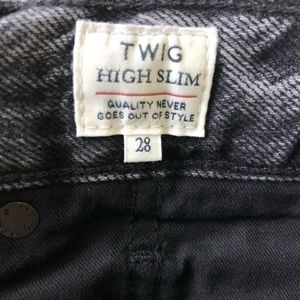 TWIG
HIGH SLIM
QUALITY NEVER
GOES OUT OF STYLE
28